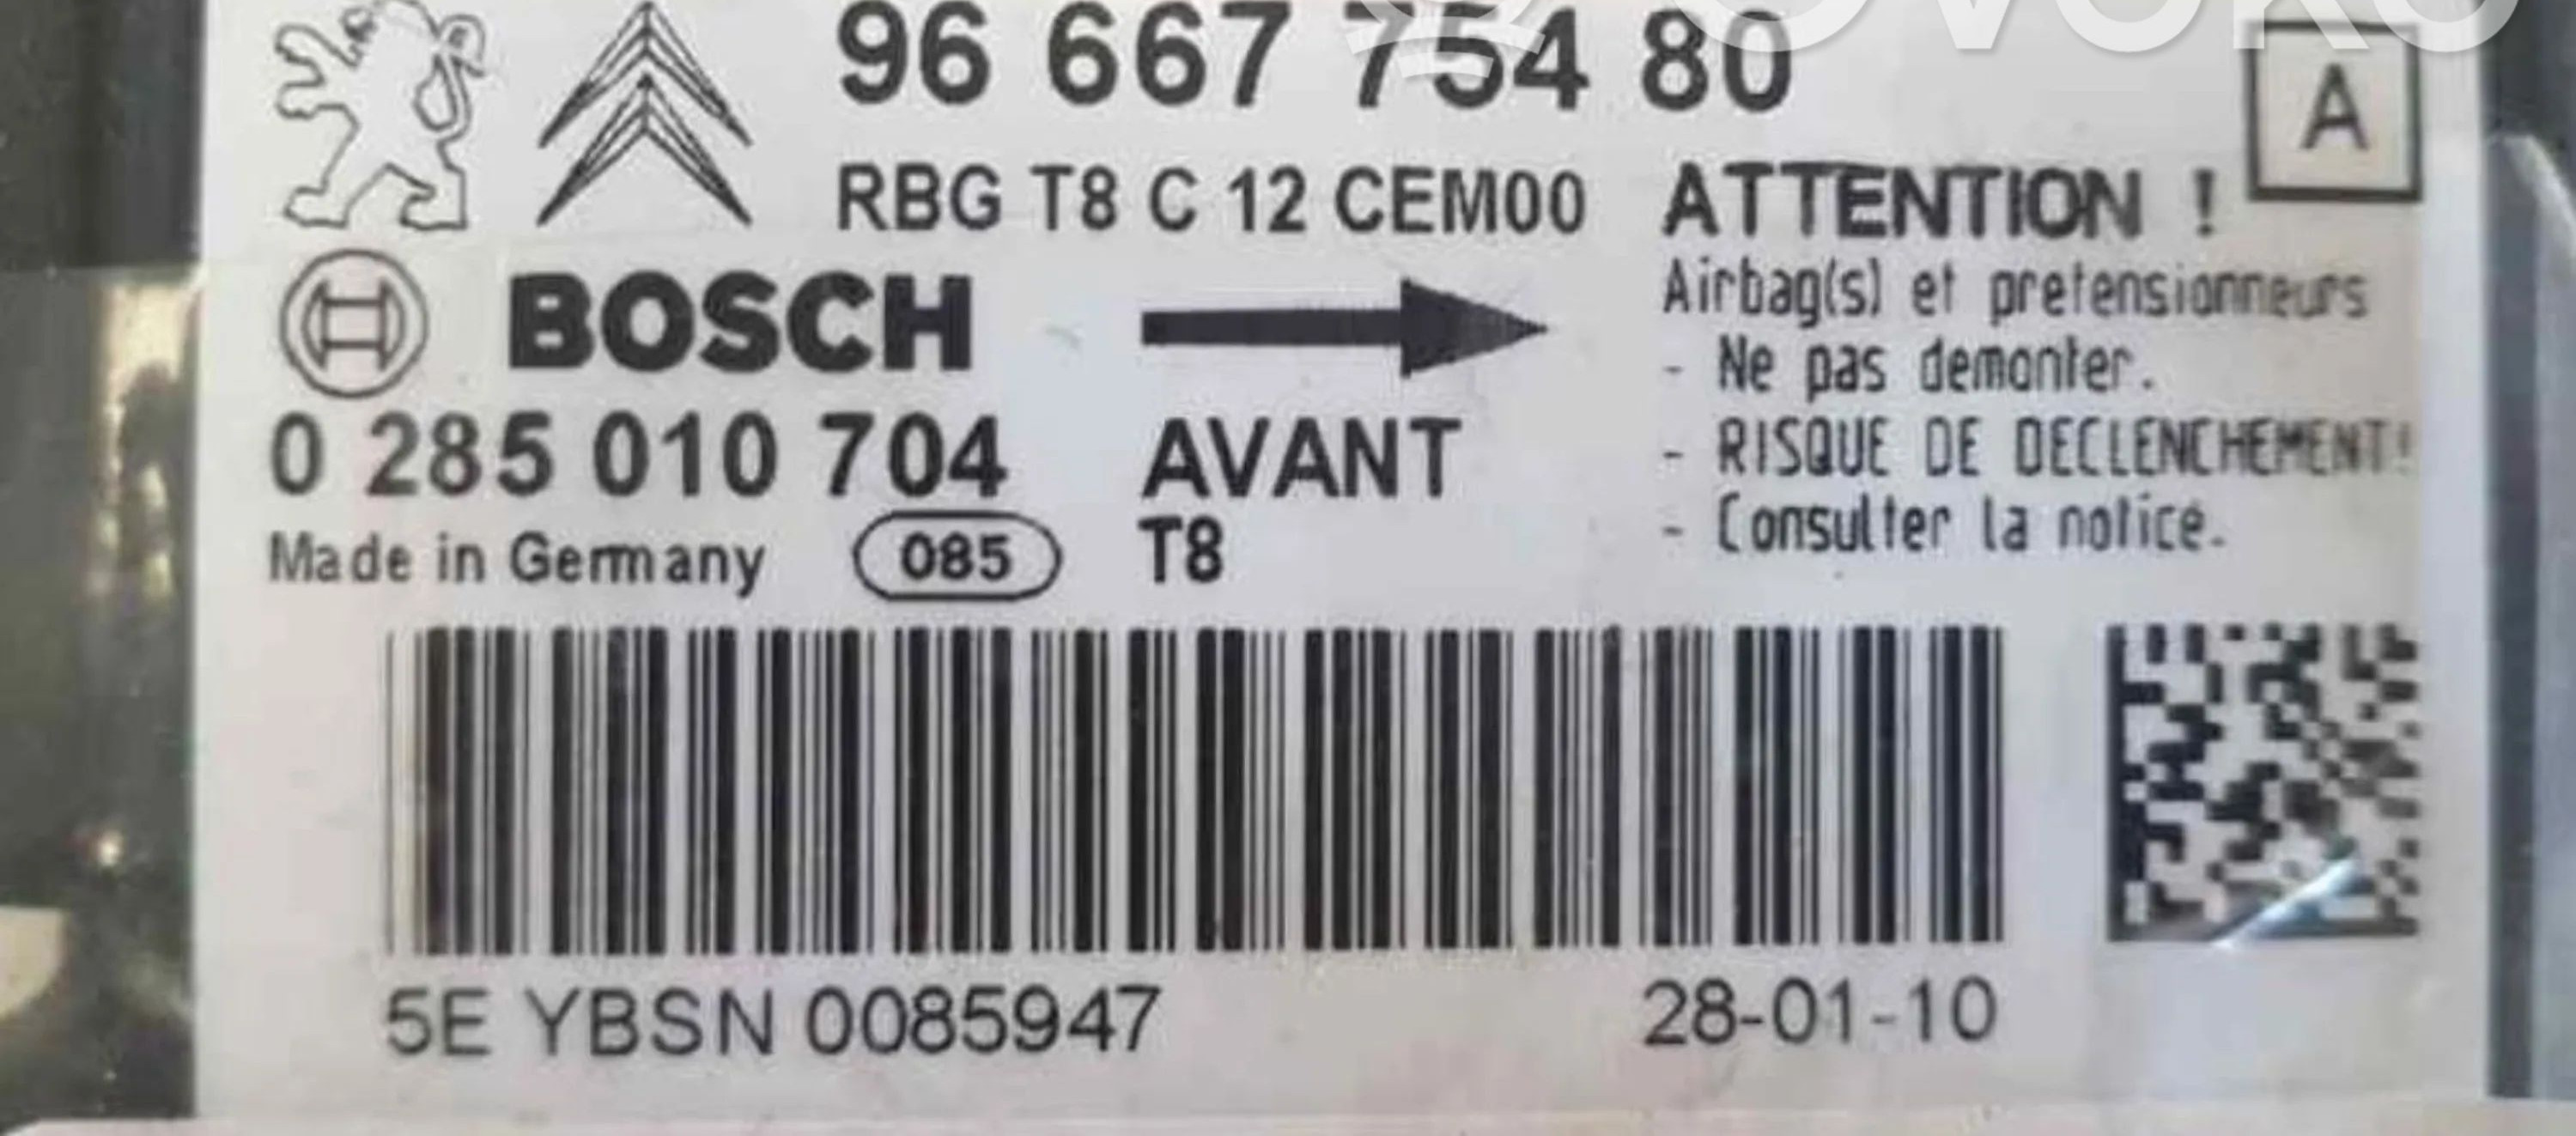 96 667 754 80
A
RBG T8 C 12 CEM00
ATTENTION !
Airbag(s) et pretensionneurs
- Ne pas demonter.
- RISQUE DE DECLENCHEMENT!
- Consulter la notice.
BOSCH
0 285 010 704
AVANT
Made in Germany
085
T8
5E YBSN 0085947
28-01-10